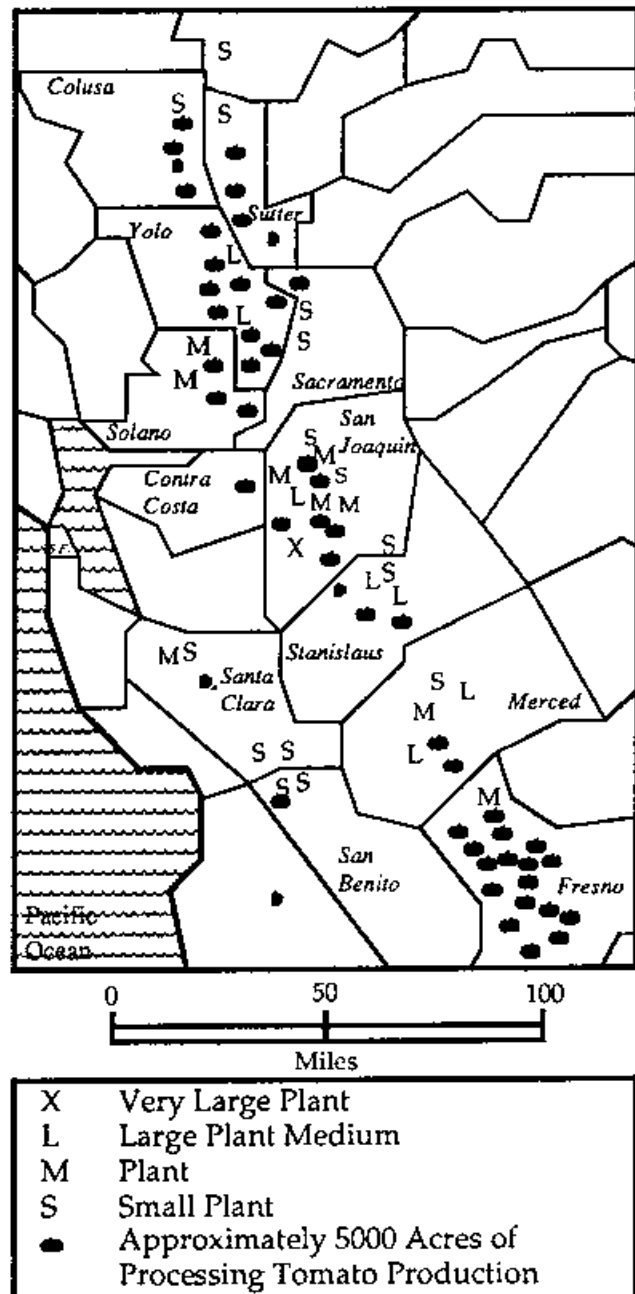 S
Colusa
S
S
Sutter
Yolo
L
S
L
S
M
M
Sacramento
Solano
San
Joaquin
S
M
M
S
Contra
Costa
L
M
M
S.F.
X
S
L
S
L
Stanislaus
M
S
Santa
Clara
S
L
Merced
M
S
S
L
S
S
M
San
Benito
Fresno
Pacific
Ocean
0 50 100
Miles
X Very Large Plant
L Large Plant Medium
M Plant
S Small Plant
Approximately 5000 Acres of
Processing Tomato Production